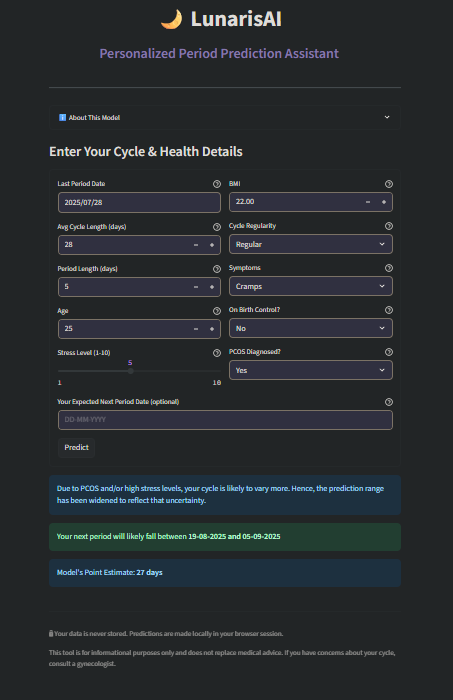 🌙 LunarisAI
Personalized Period Prediction Assistant
ℹ️ About This Model
Enter Your Cycle & Health Details
Last Period Date
2025/07/28
BMI
22.00
Avg Cycle Length (days)
28
Cycle Regularity
Regular
Period Length (days)
5
Symptoms
Cramps
Age
25
On Birth Control?
No
Stress Level (1-10)
5
1
10
PCOS Diagnosed?
Yes
Your Expected Next Period Date (optional)
DD-MM-YYYY
Predict
Due to PCOS and/or high stress levels, your cycle is likely to vary more. Hence, the prediction range
has been widened to reflect that uncertainty.
Your next period will likely fall between 19-08-2025 and 05-09-2025
Model's Point Estimate: 27 days
Your data is never stored. Predictions are made locally in your browser session.
This tool is for informational purposes only and does not replace medical advice. If you have concerns about your cycle,
consult a gynecologist.